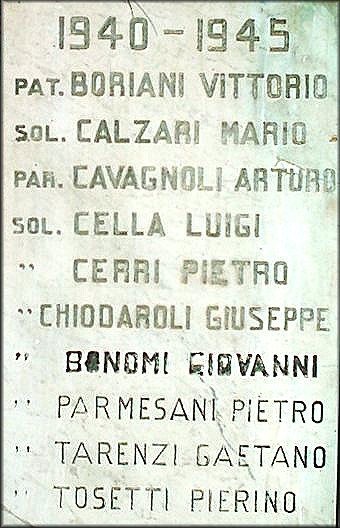 1940-1945
PAT. BORIANI VITTORIO
SOL. CALZARI MARIO
PAR. CAVAGNOLI ARTURO
SOL. CELLA LUIGI
" CERRI PIETRO
" CHIODAROLI GIUSEPPE
" BONOMI GIOVANNI
" PARMESANI PIETRO
" TARENZI GAETANO
" TOSETTI PIERINO